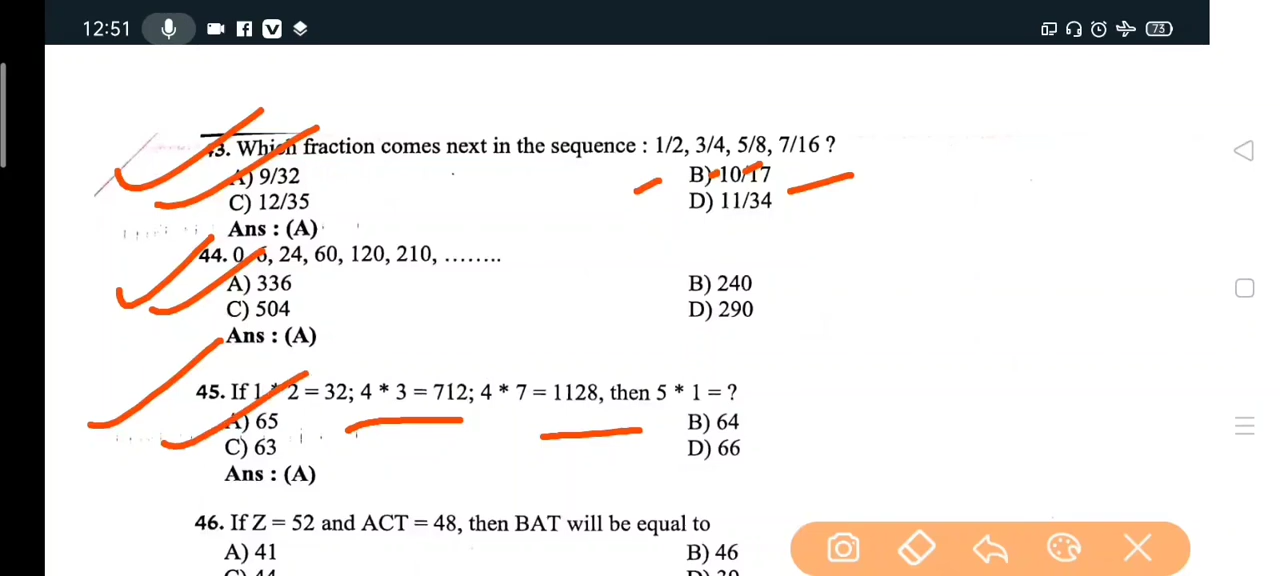 12:51
73
43. Which fraction comes next in the sequence : 1/2, 3/4, 5/8, 7/16 ?
A) 9/32 B) 10/17
C) 12/35 D) 11/34
Ans : (A)
44. 0, 6, 24, 60, 120, 210, ........
A) 336 B) 240
C) 504 D) 290
Ans : (A)
45. If 1 * 2 = 32; 4 * 3 = 712; 4 * 7 = 1128, then 5 * 1 = ?
A) 65 B) 64
C) 63 D) 66
Ans : (A)
46. If Z = 52 and ACT = 48, then BAT will be equal to
A) 41 B) 46
C) 44 D) 39